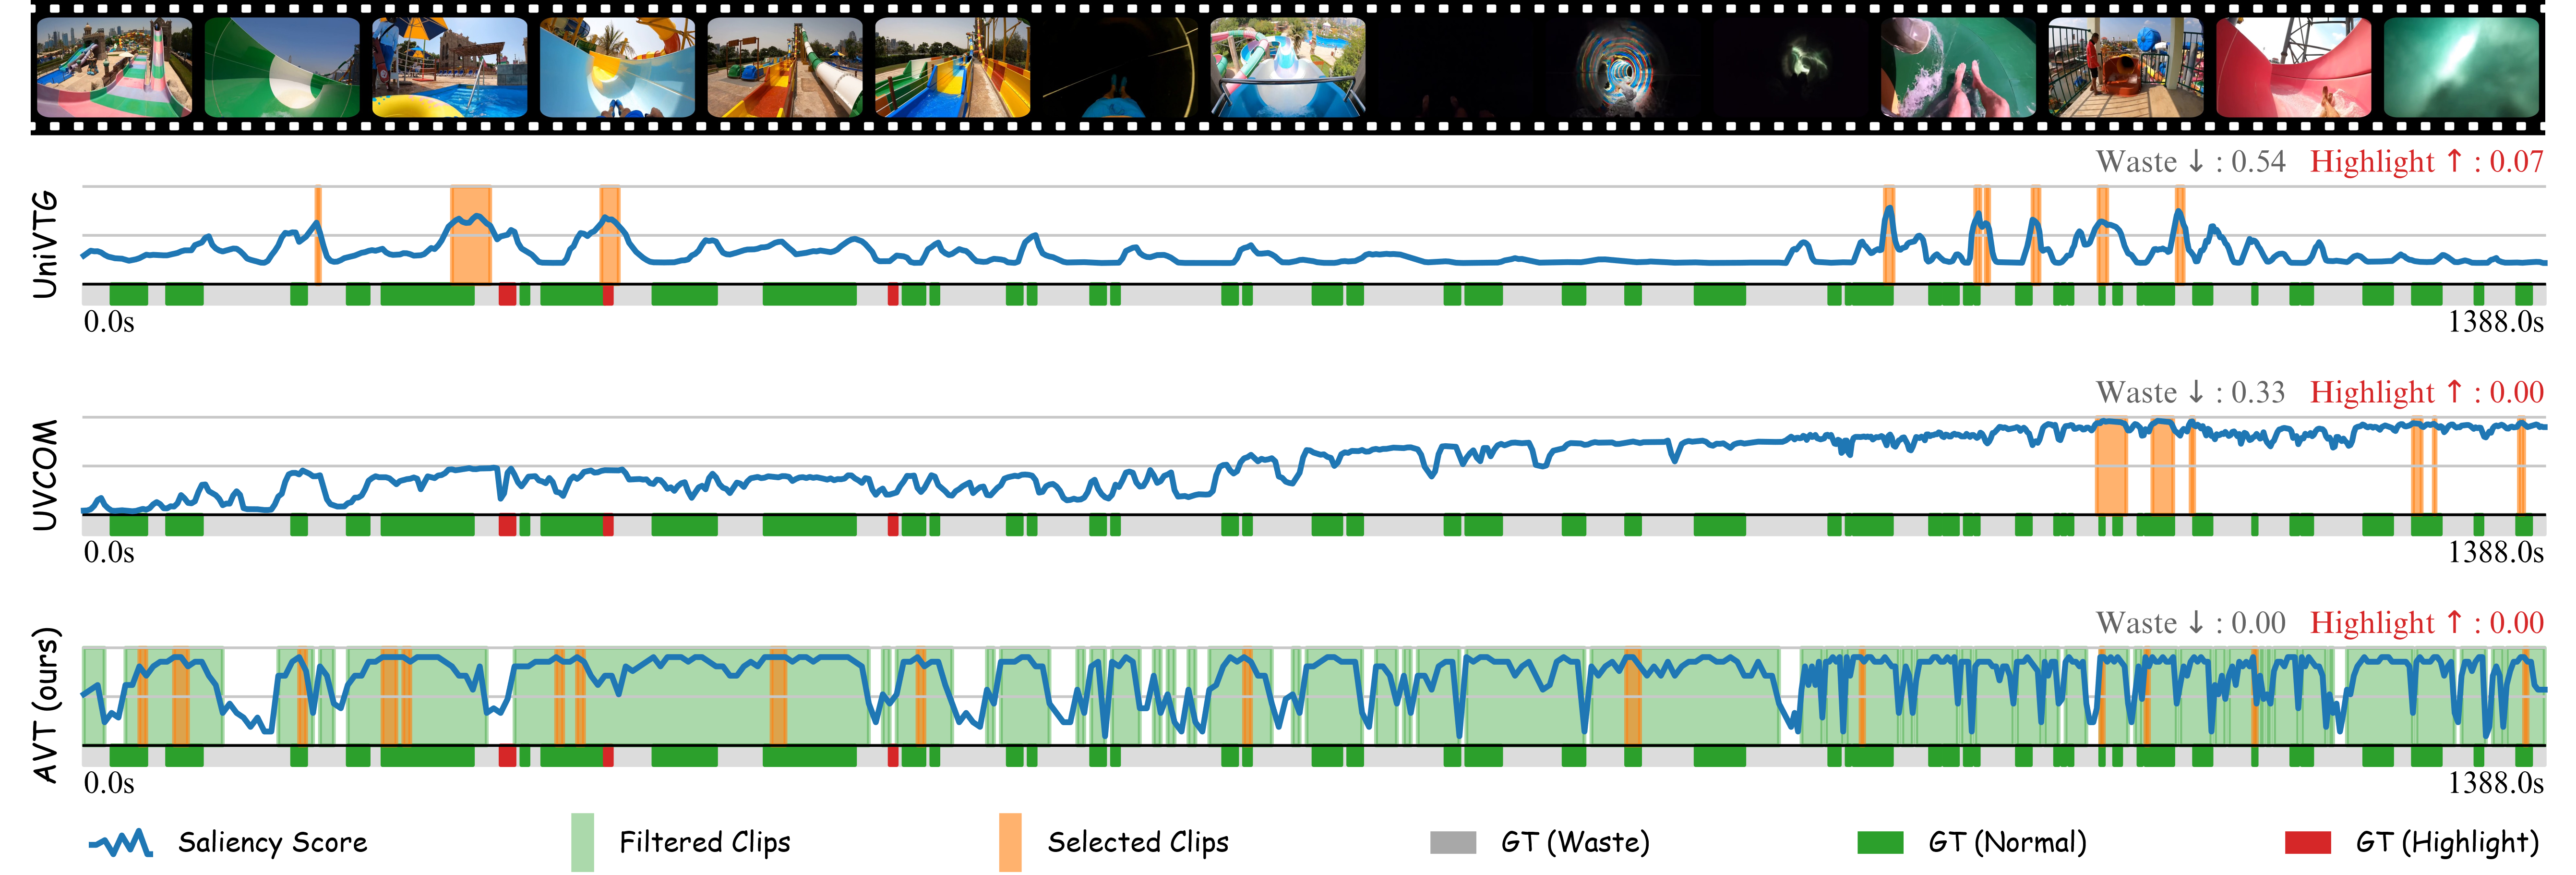 Waste ↓ : 0.54 Highlight ↑ : 0.07
UniVTG
0.0s 1388.0s
Waste ↓ : 0.33 Highlight ↑ : 0.00
UVCOM
0.0s 1388.0s
Waste ↓ : 0.00 Highlight ↑ : 0.00
AVT (ours)
0.0s 1388.0s
Saliency Score Filtered Clips Selected Clips GT (Waste) GT (Normal) GT (Highlight)